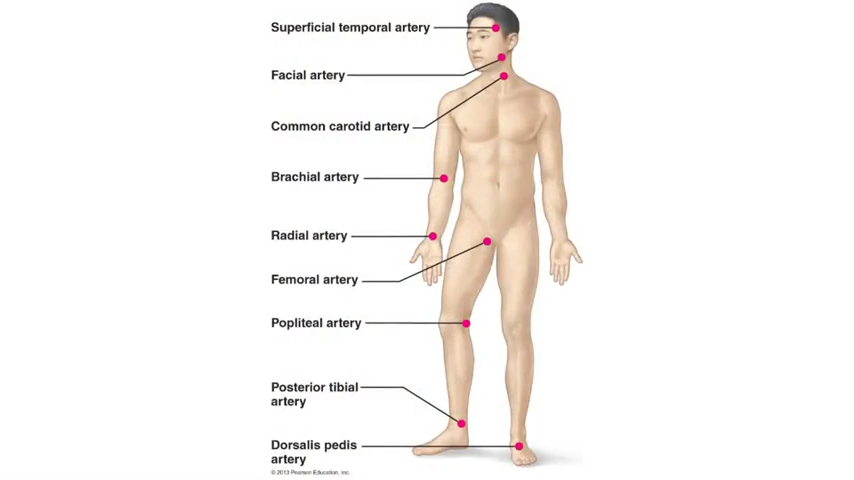 Superficial temporal artery
Facial artery
Common carotid artery
Brachial artery
Radial artery
Femoral artery
Popliteal artery
Posterior tibial
artery
Dorsalis pedis
artery
© 2013 Pearson Education, Inc.